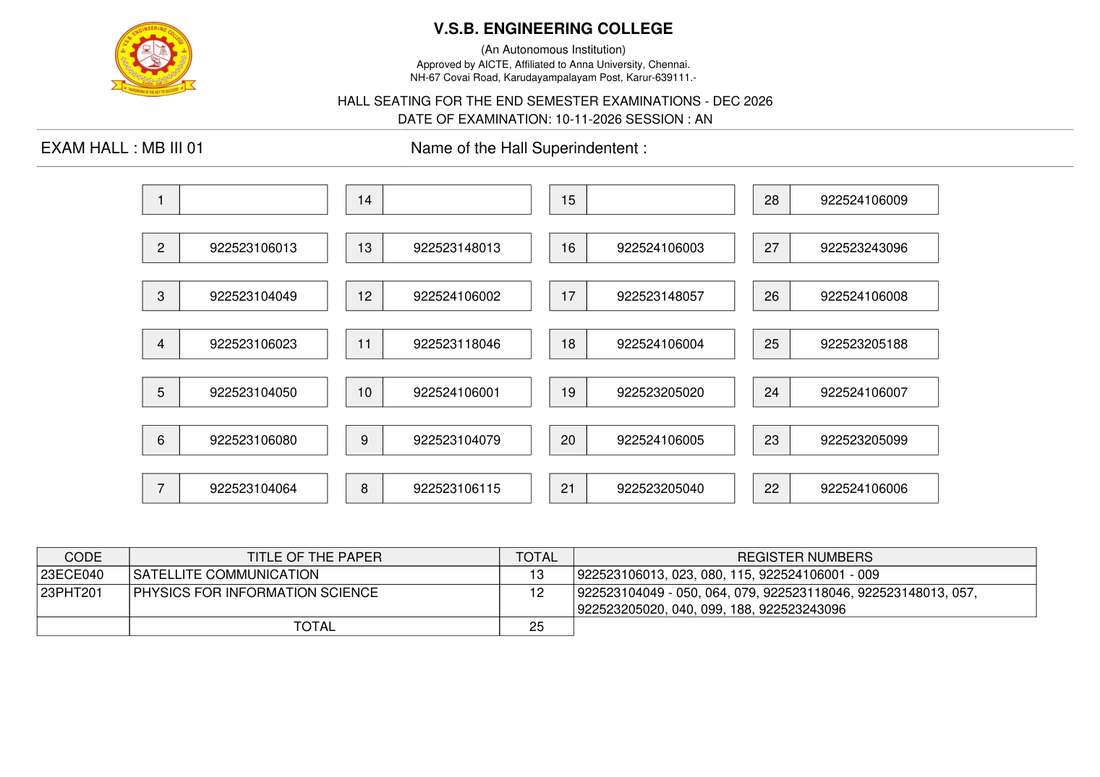 V.S.B. ENGINEERING COLLEGE
(An Autonomous Institution)
Approved by AICTE, Affiliated to Anna University, Chennai.
NH-67 Covai Road, Karudayampalayam Post, Karur-639111.-
HALL SEATING FOR THE END SEMESTER EXAMINATIONS - DEC 2026
DATE OF EXAMINATION: 10-11-2026 SESSION : AN
EXAM HALL : MB III 01 Name of the Hall Superindentent :
1 14 15 28 922524106009
2 922523106013 13 922523148013 16 922524106003 27 922523243096
3 922523104049 12 922524106002 17 922523148057 26 922524106008
4 922523106023 11 922523118046 18 922524106004 25 922523205188
5 922523104050 10 922524106001 19 922523205020 24 922524106007
6 922523106080 9 922523104079 20 922524106005 23 922523205099
7 922523104064 8 922523106115 21 922523205040 22 922524106006
CODE TITLE OF THE PAPER TOTAL REGISTER NUMBERS
23ECE040 SATELLITE COMMUNICATION 13 922523106013, 023, 080, 115, 922524106001 - 009
23PHT201 PHYSICS FOR INFORMATION SCIENCE 12 922523104049 - 050, 064, 079, 922523118046, 922523148013, 057,
922523205020, 040, 099, 188, 922523243096
TOTAL 25